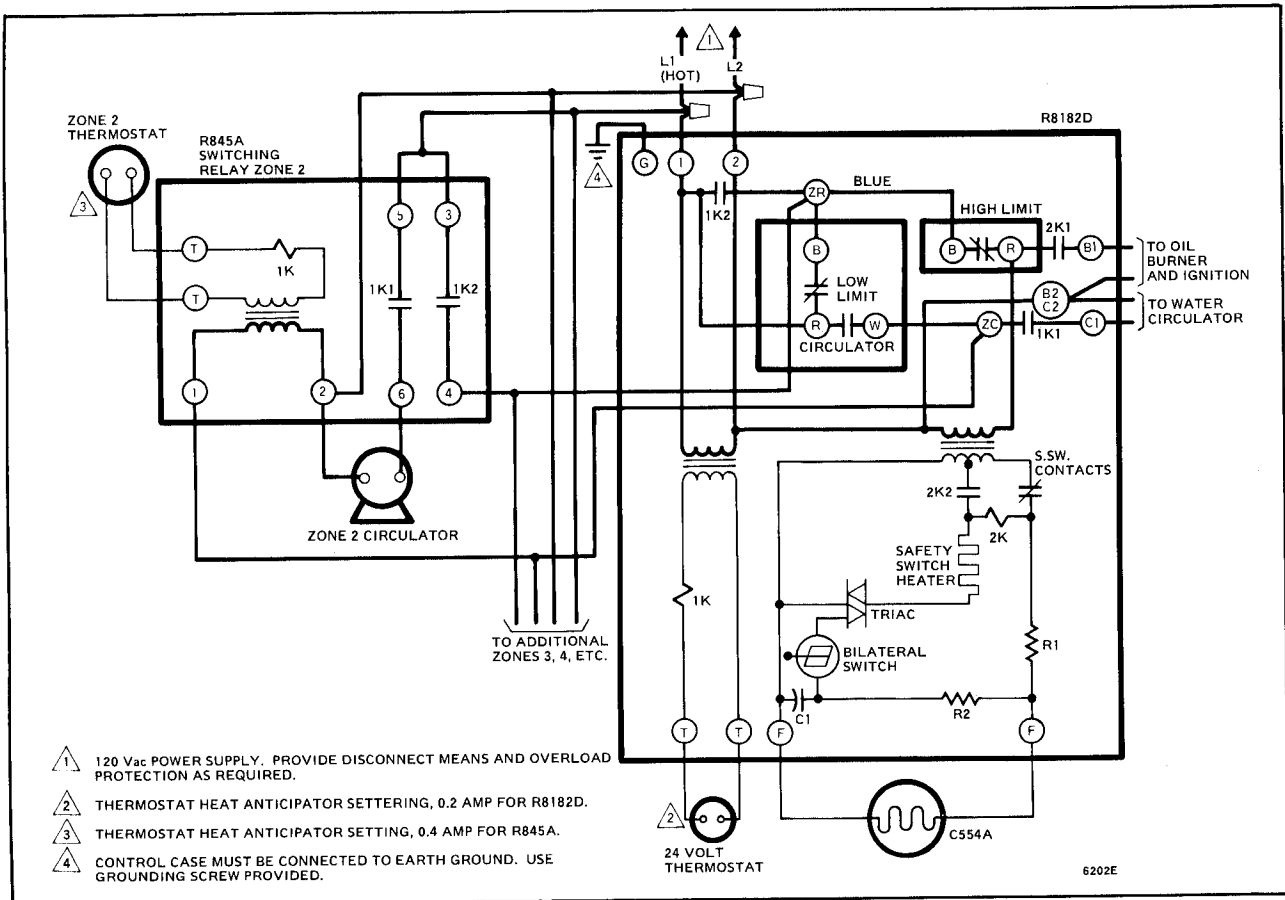 L1
(HOT)
1
L2
ZONE 2
THERMOSTAT
3
R845A
SWITCHING
RELAY ZONE 2
T
T
1K
5
3
1K1
1K2
1
2
6
4
ZONE 2 CIRCULATOR
TO ADDITIONAL
ZONES 3, 4, ETC.
4
R8182D
G
1
2
1K2
ZR
BLUE
HIGH LIMIT
B
R
2K1
B1
TO OIL
BURNER
AND IGNITION
B
LOW
LIMIT
R
W
CIRCULATOR
B2
C2
ZC
1K1
C1
TO WATER
CIRCULATOR
S.SW.
CONTACTS
2K2
2K
SAFETY
SWITCH
HEATER
TRIAC
1K
BILATERAL
SWITCH
R1
C1
R2
T
T
F
F
2
24 VOLT
THERMOSTAT
C554A
1 120 Vac POWER SUPPLY. PROVIDE DISCONNECT MEANS AND OVERLOAD
PROTECTION AS REQUIRED.
2 THERMOSTAT HEAT ANTICIPATOR SETTERING, 0.2 AMP FOR R8182D.
3 THERMOSTAT HEAT ANTICIPATOR SETTING, 0.4 AMP FOR R845A.
4 CONTROL CASE MUST BE CONNECTED TO EARTH GROUND. USE
GROUNDING SCREW PROVIDED.
6202E